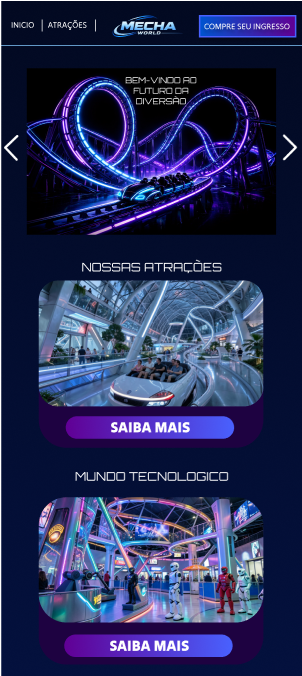 INICIO
ATRAÇÕES
MECHA
WORLD
COMPRE SEU INGRESSO
BEM-VINDO AO
FUTURO DA
DIVERSÃO
NOSSAS ATRAÇÕES
SAIBA MAIS
MUNDO TECNOLOGICO
SAIBA MAIS